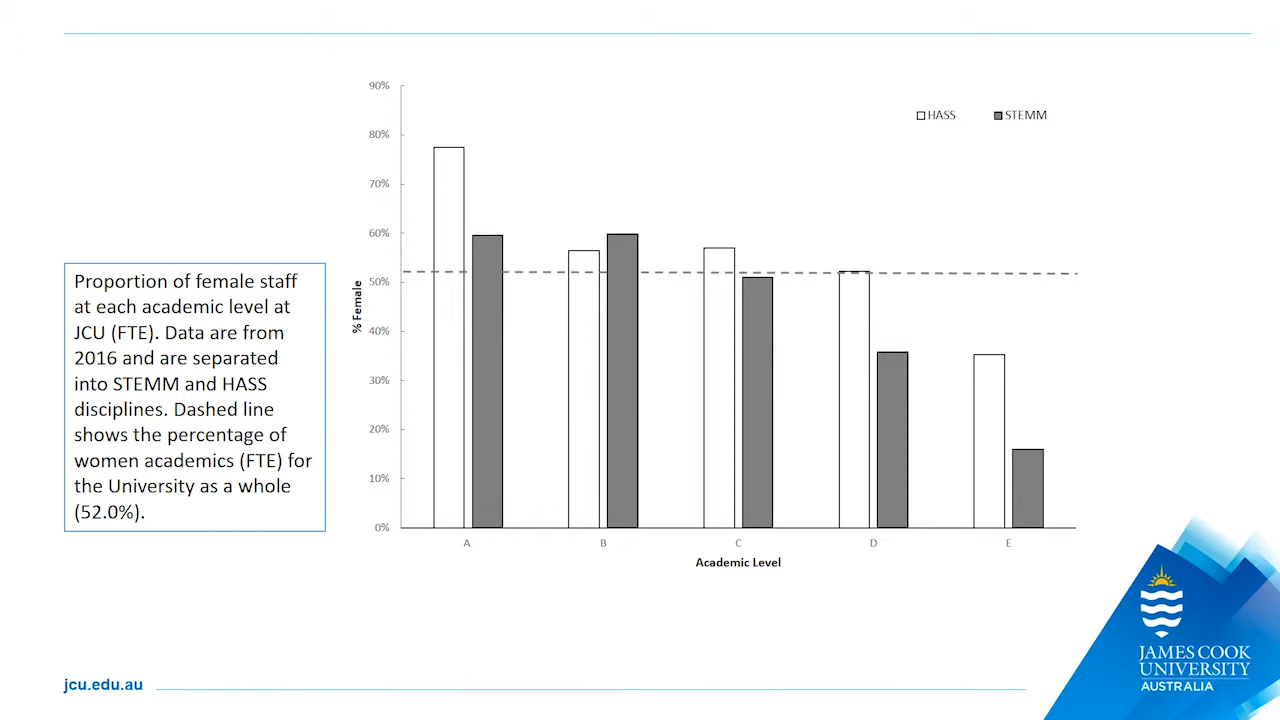 90%
80%
70%
60%
50%
40%
30%
20%
10%
0%
% Female
HASS
STEMM
A
B
C
D
E
Academic Level
Proportion of female staff
at each academic level at
JCU (FTE). Data are from
2016 and are separated
into STEMM and HASS
disciplines. Dashed line
shows the percentage of
women academics (FTE) for
the University as a whole
(52.0%).
jcu.edu.au
JAMES COOK
UNIVERSITY
AUSTRALIA